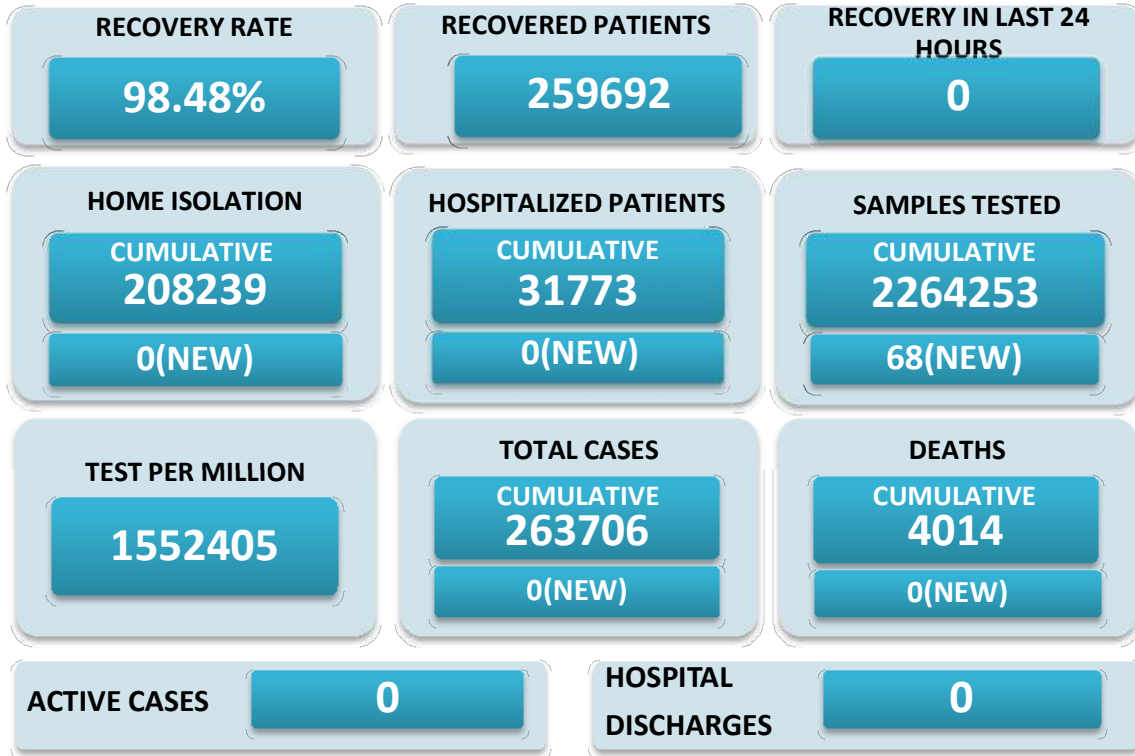 RECOVERY RATE
98.48%
RECOVERED PATIENTS
259692
RECOVERY IN LAST 24
HOURS
0
HOME ISOLATION
CUMULATIVE
208239
0(NEW)
HOSPITALIZED PATIENTS
CUMULATIVE
31773
0(NEW)
SAMPLES TESTED
CUMULATIVE
2264253
68(NEW)
TEST PER MILLION
1552405
TOTAL CASES
CUMULATIVE
263706
0(NEW)
DEATHS
CUMULATIVE
4014
0(NEW)
ACTIVE CASES
0
HOSPITAL
DISCHARGES
0